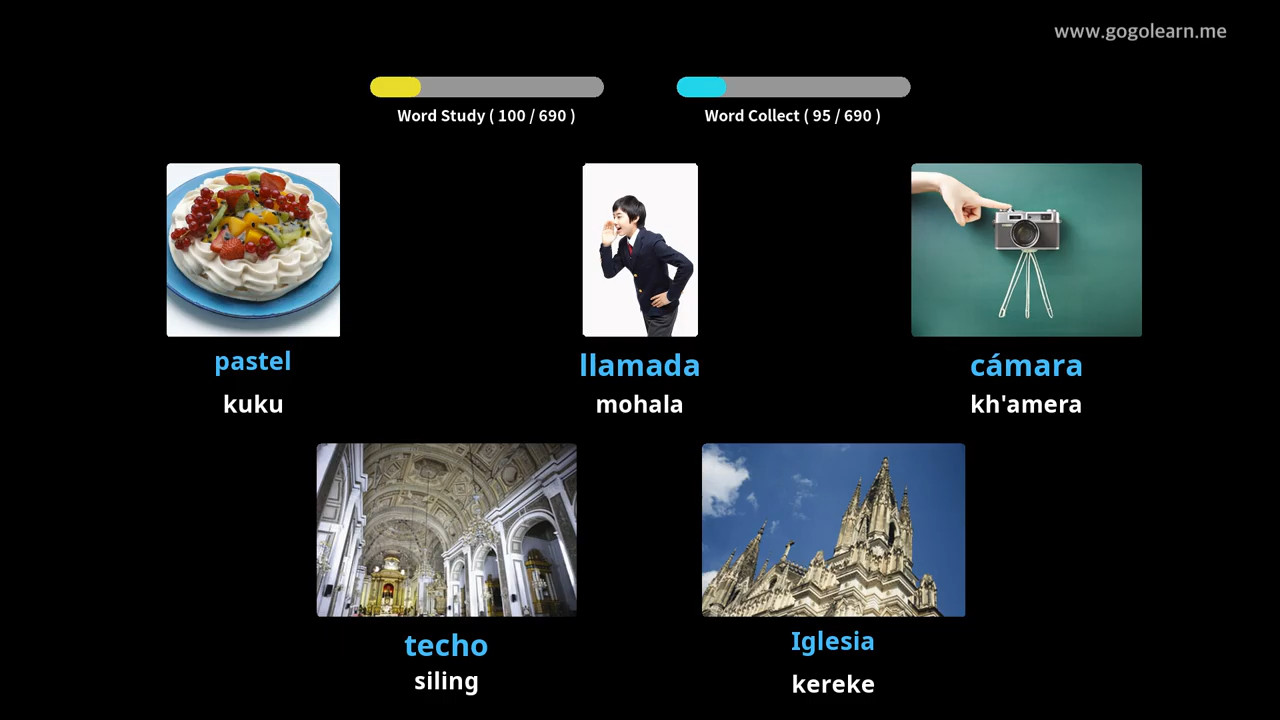 www.gogolearn.me
Word Study ( 100 / 690 )
Word Collect ( 95 / 690 )
pastel
kuku
llamada
mohala
cámara
kh'amera
techo
siling
Iglesia
kereke